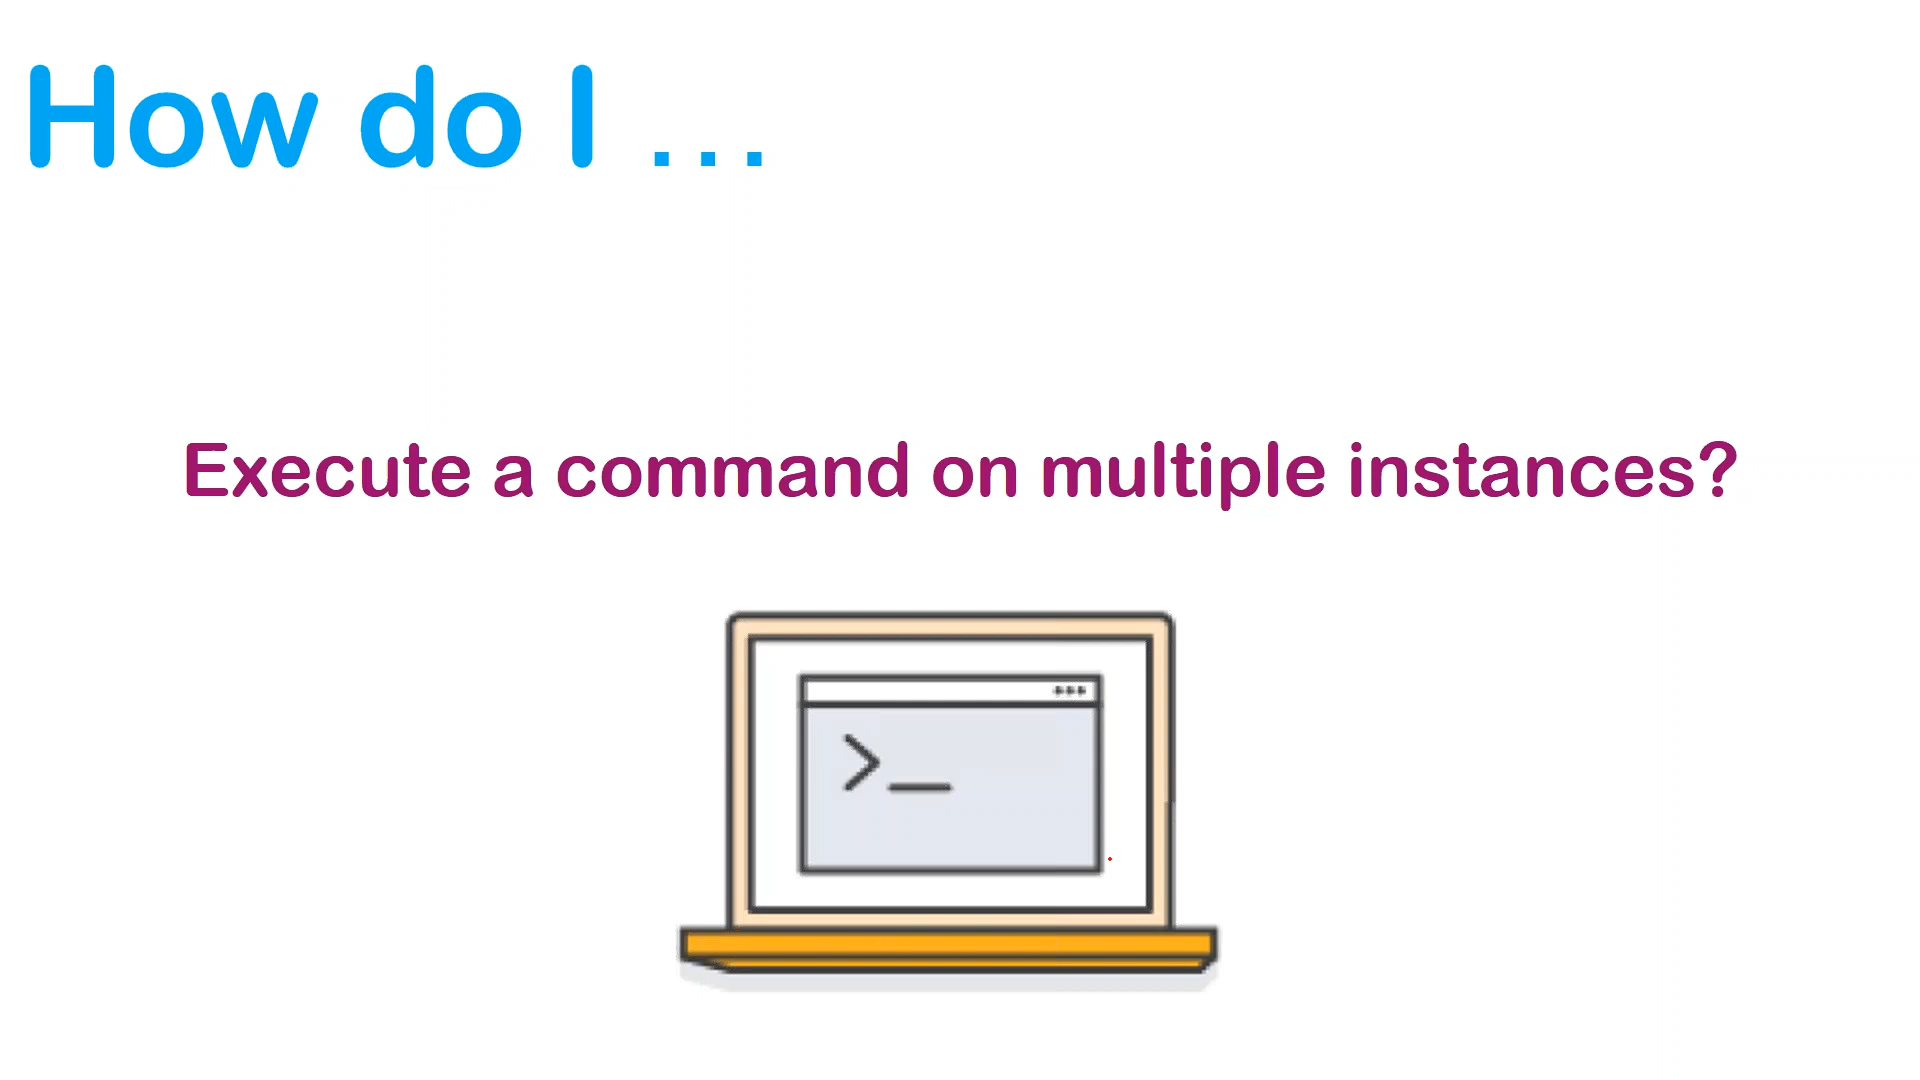 How do I ...
Execute a command on multiple instances?
>_